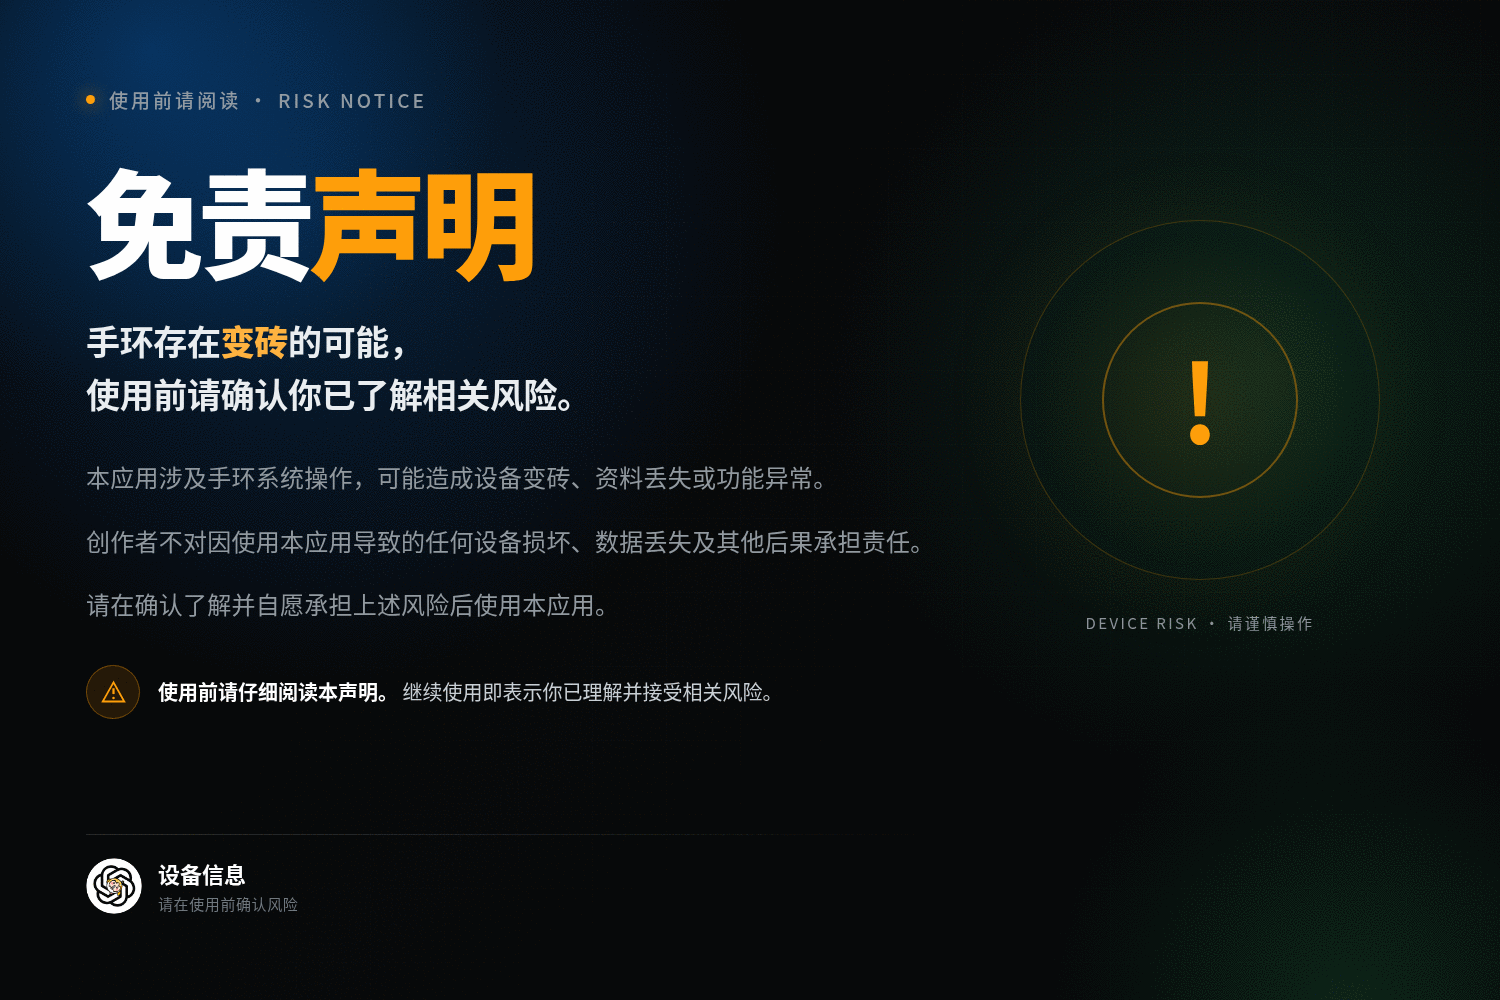 使用前请阅读 · RISK NOTICE
免责声明
手环存在变砖的可能，
使用前请确认你已了解相关风险。
本应用涉及手环系统操作，可能造成设备变砖、资料丢失或功能异常。
创作者不对因使用本应用导致的任何设备损坏、数据丢失及其他后果承担责任。
请在确认了解并自愿承担上述风险后使用本应用。
!
DEVICE RISK · 请谨慎操作
使用前请仔细阅读本声明。 继续使用即表示你已理解并接受相关风险。
设备信息
请在使用前确认风险